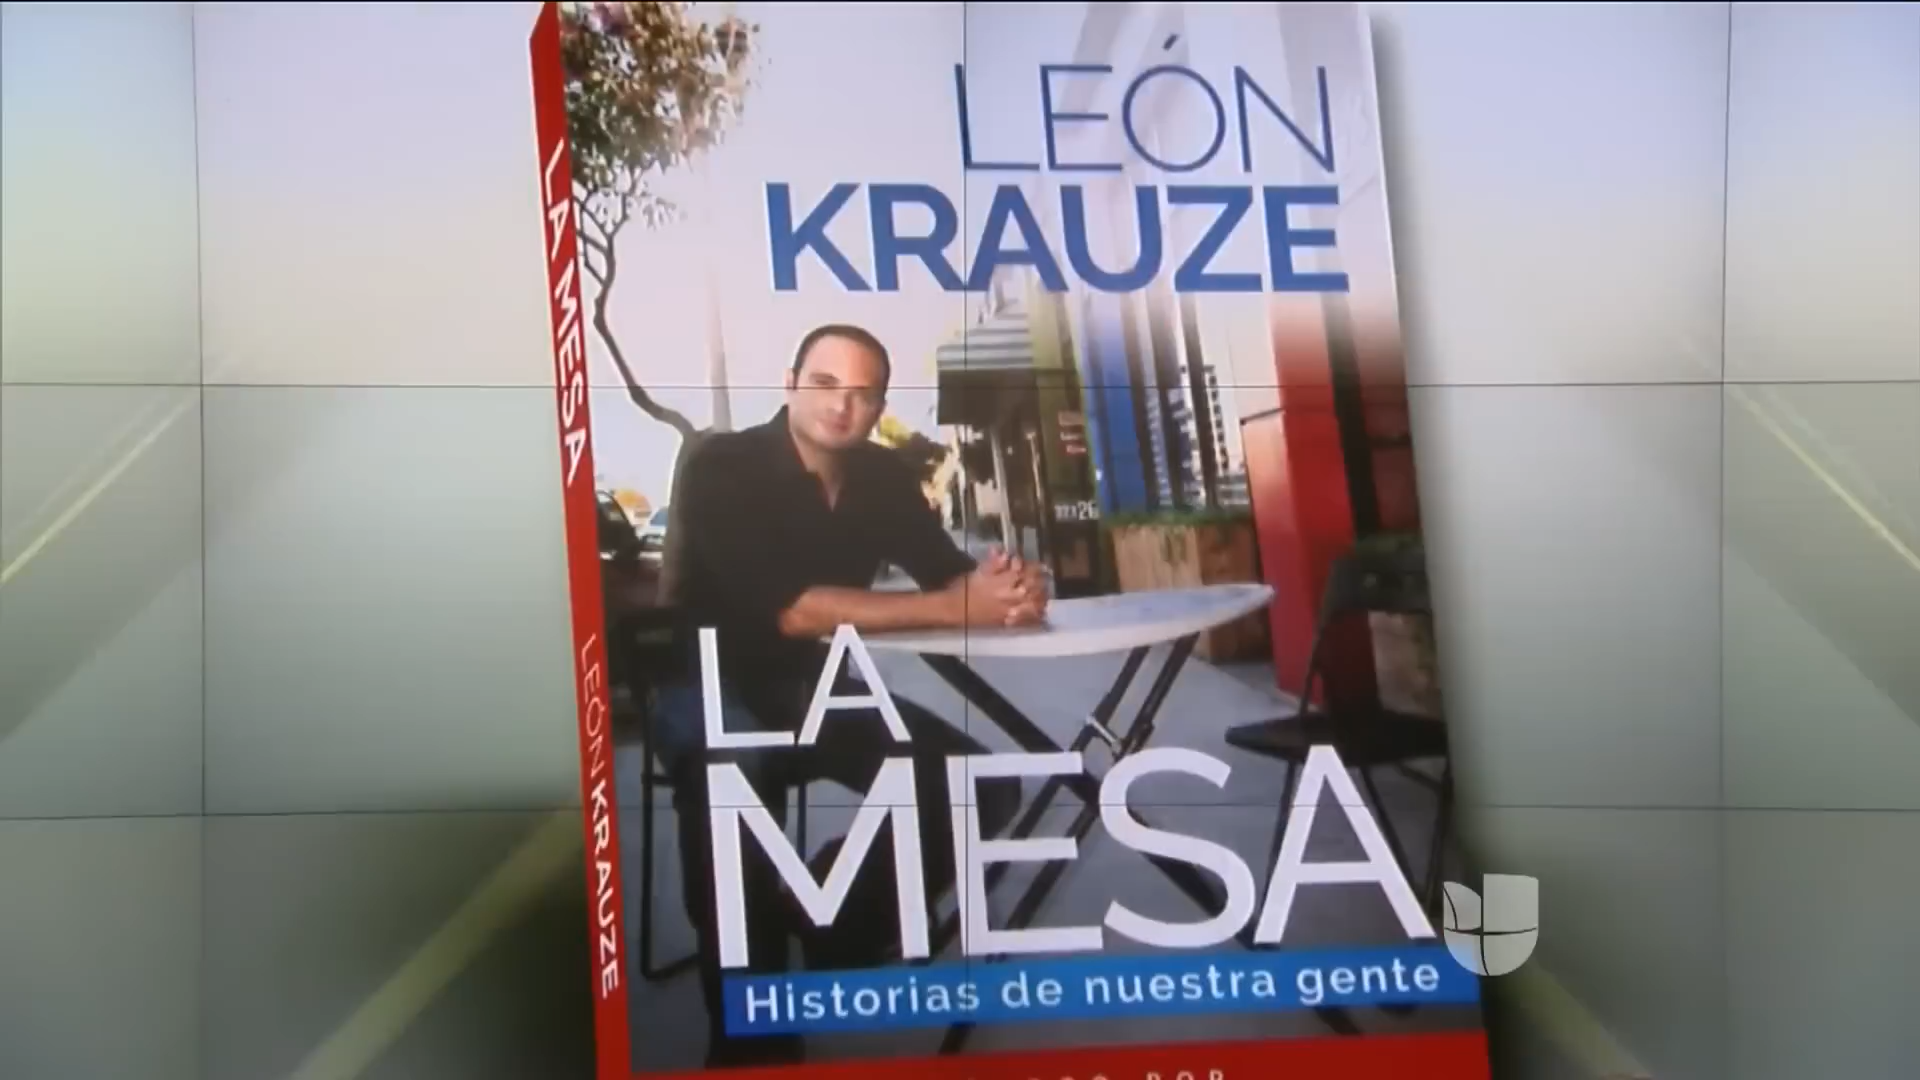 LEÓN
KRAUZE
LA
MESA
Historias de nuestra gente
LA MESA
LEÓN KRAUZE